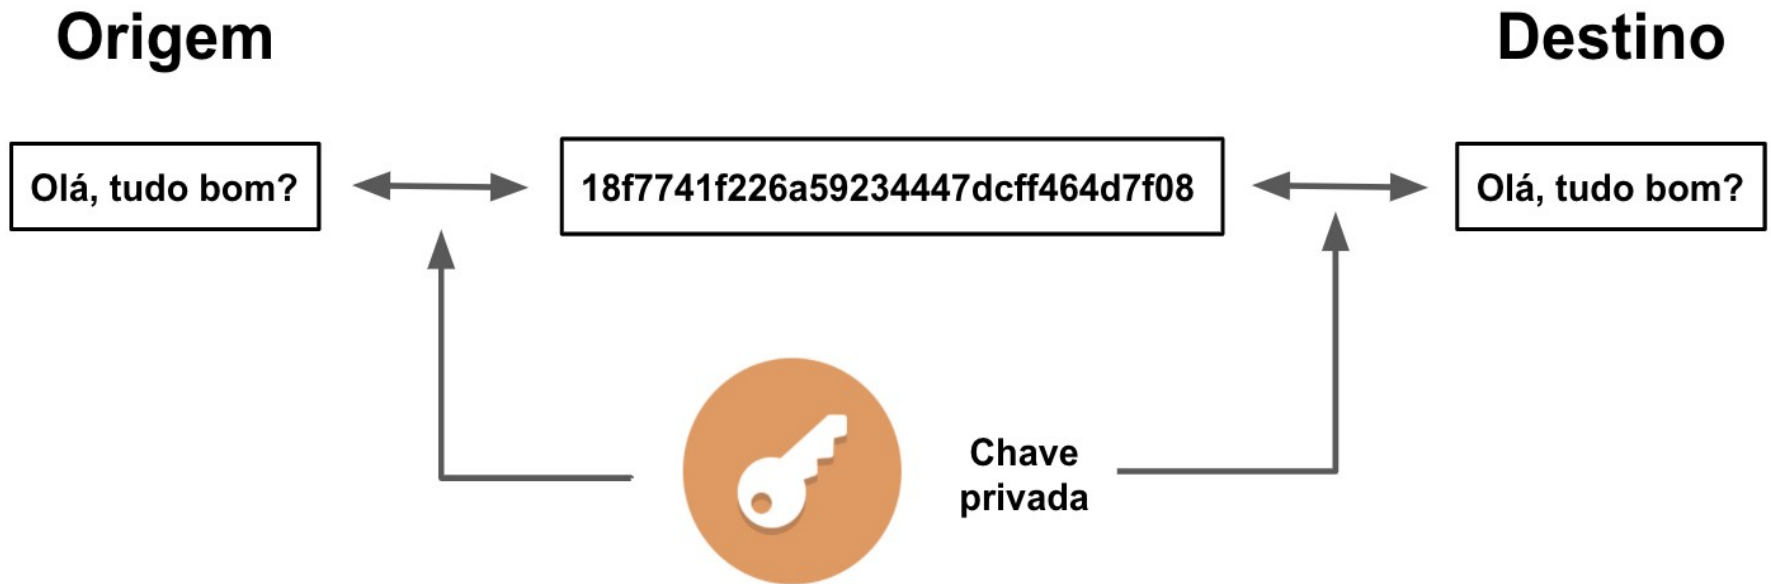 Origem
Destino
Olá, tudo bom?
18f7741f226a59234447dcff464d7f08
Olá, tudo bom?
Chave
privada